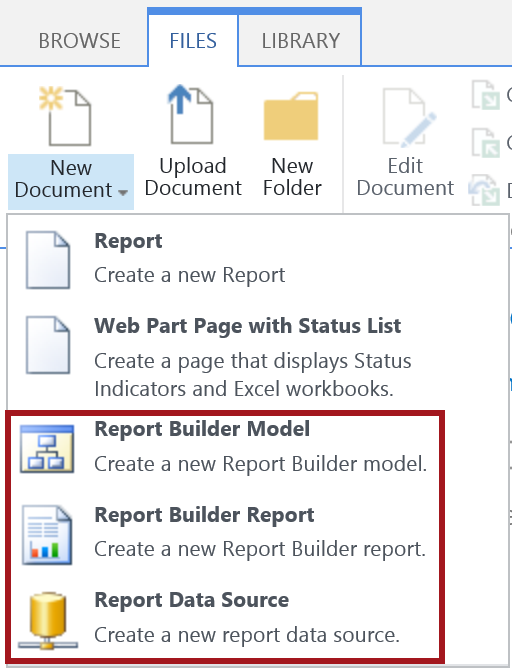 BROWSE FILES LIBRARY
New Document Upload Document New Folder Edit Document
Report
Create a new Report
Web Part Page with Status List
Create a page that displays Status
Indicators and Excel workbooks.
Report Builder Model
Create a new Report Builder model.
Report Builder Report
Create a new Report Builder report.
Report Data Source
Create a new report data source.